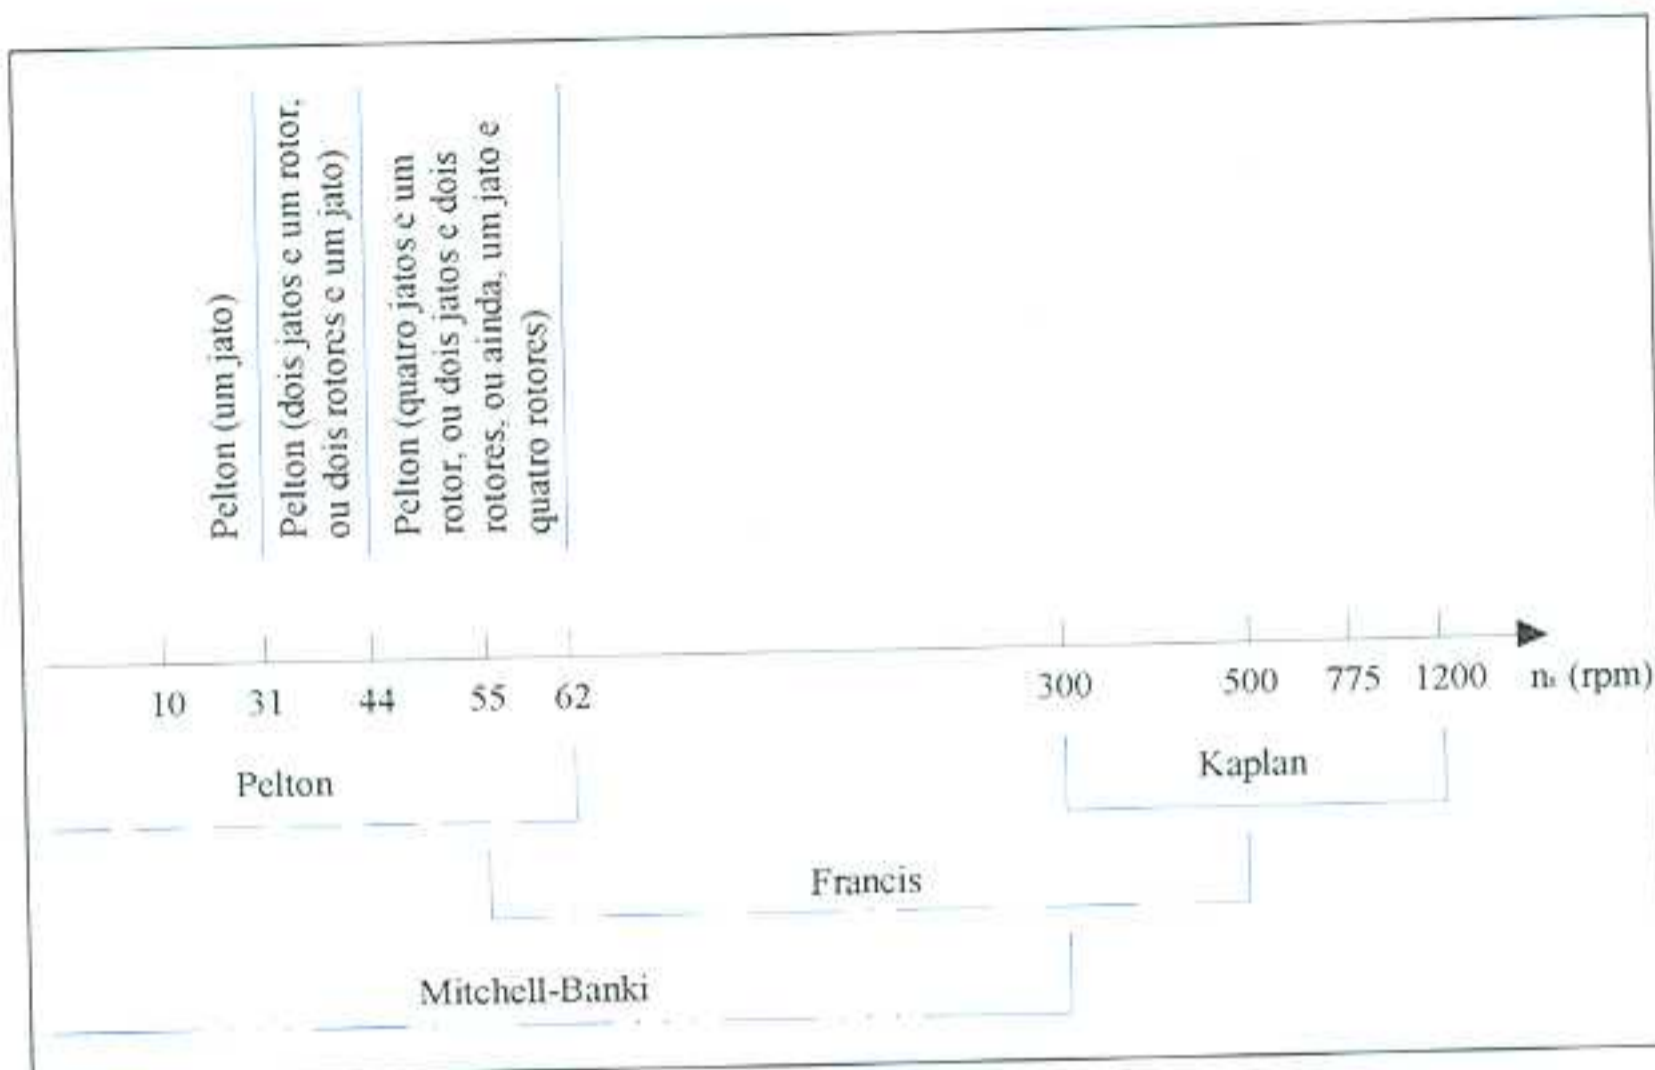 Pelton (um jato)
Pelton (dois jatos e um rotor,
ou dois rotores e um jato)
Pelton (quatro jatos e um
rotor, ou dois jatos e dois
rotores, ou ainda, um jato e
quatro rotores)
10 31 44 55 62 300 500 775 1200 ns (rpm)
Pelton
Kaplan
Francis
Mitchell-Banki